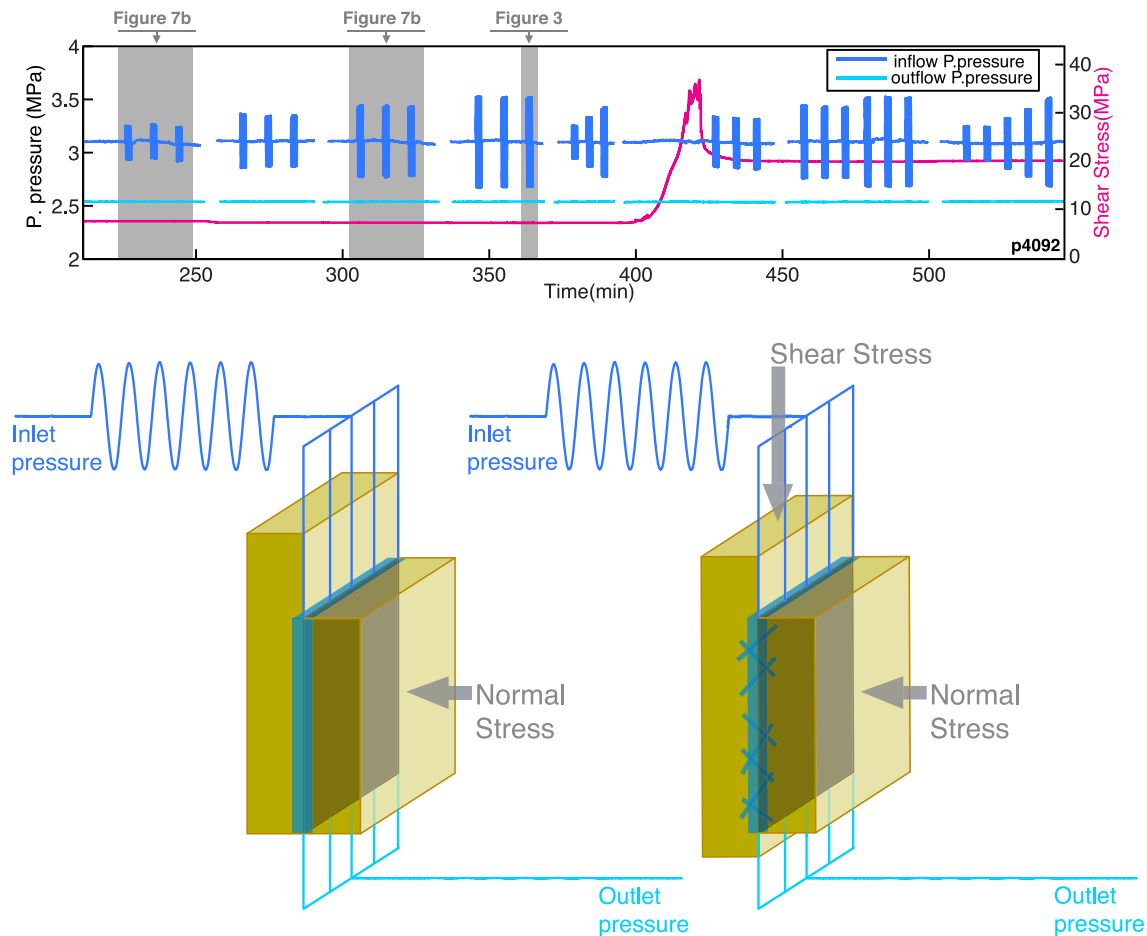 Figure 7b
Figure 7b
Figure 3
4
3.5
3
2.5
2
P. pressure (MPa)
inflow P.pressure
outflow P.pressure
40
30
20
10
0
Shear Stress(MPa)
p4092
250
300
350
400
450
500
Time(min)
Shear Stress
Inlet
pressure
Inlet
pressure
Normal
Stress
Normal
Stress
Outlet
pressure
Outlet
pressure